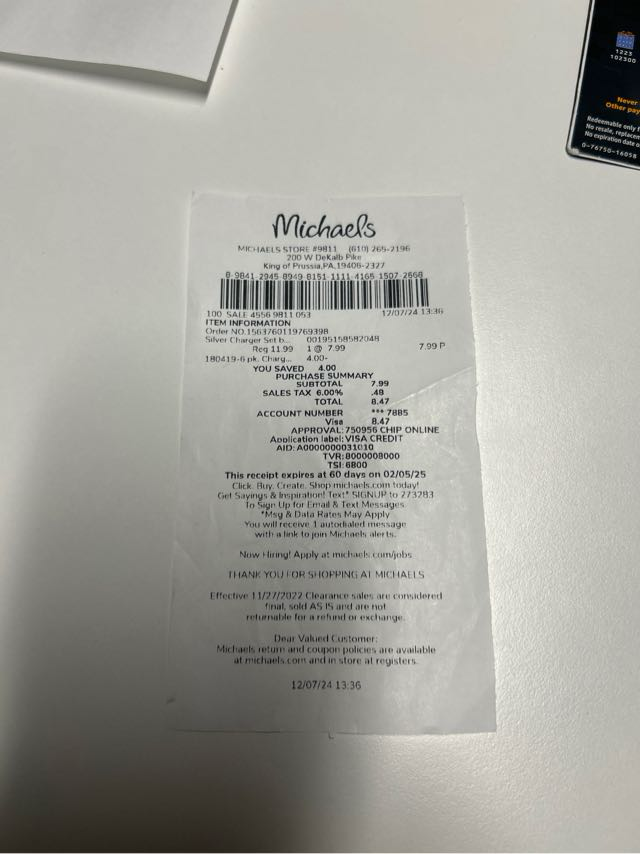 1223
102300
Never
Other pay
Redeemable only f
No resale, replacem
No expiration date o
0-76750-16058
Michaels
MICHAELS STORE #9811 (610) 265-2196
200 W DeKalb Pike
King of Prussia,PA,19406-2327
8-9841-2945-8949-8151-1111-4165-1507-2668
100 SALE 4556 9811 053 12/07/24 13:36
ITEM INFORMATION
Order NO.1563760119769398
Silver Charger Set b... 00195158582048
Reg 11.99 1 @ 7.99 7.99 P
180419-6 pk. Charg... 4.00-
YOU SAVED 4.00
PURCHASE SUMMARY
SUBTOTAL 7.99
SALES TAX 6.00% .48
TOTAL 8.47
ACCOUNT NUMBER *** 7885
Visa 8.47
APPROVAL: 750956 CHIP ONLINE
Application label: VISA CREDIT
AID: A0000000031010
TVR: 8000008000
TSI: 6800
This receipt expires at 60 days on 02/05/25
Click. Buy. Create. Shop michaels.com today!
Get Savings & Inspiration! Text* SIGNUP to 273283
To Sign Up for Email & Text Messages.
*Msg & Data Rates May Apply
You will receive 1 autodialed message
with a link to join Michaels alerts.
Now Hiring! Apply at michaels.com/jobs
THANK YOU FOR SHOPPING AT MICHAELS
Effective 11/27/2022 Clearance sales are considered
final, sold AS IS and are not
returnable for a refund or exchange.
Dear Valued Customer:
Michaels return and coupon policies are available
at michaels.com and in store at registers.
12/07/24 13:36